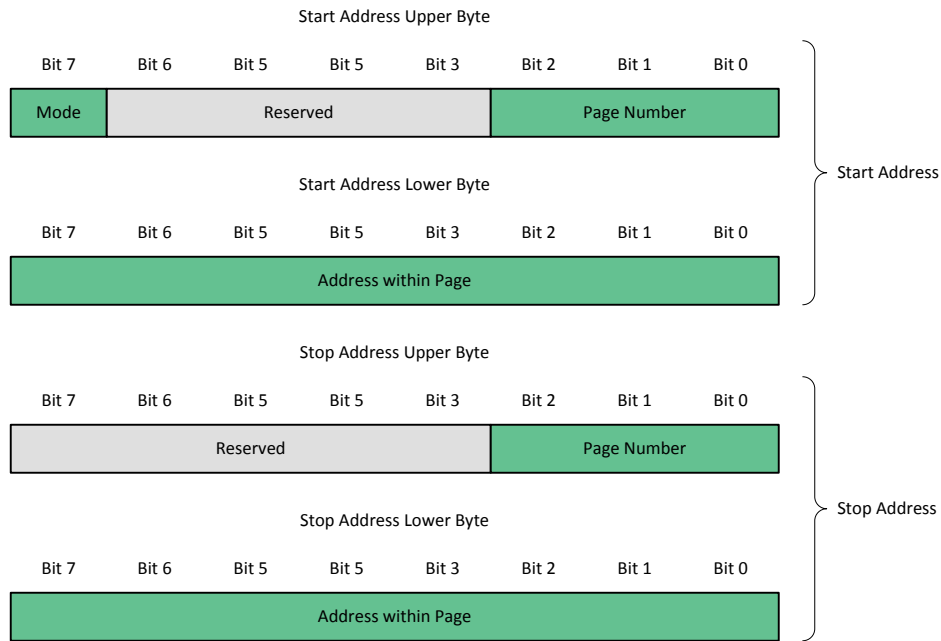 Start Address Upper Byte
Bit 7 Bit 6 Bit 5 Bit 5 Bit 3 Bit 2 Bit 1 Bit 0
Mode Reserved Page Number
Start Address
Start Address Lower Byte
Bit 7 Bit 6 Bit 5 Bit 5 Bit 3 Bit 2 Bit 1 Bit 0
Address within Page
Stop Address Upper Byte
Bit 7 Bit 6 Bit 5 Bit 5 Bit 3 Bit 2 Bit 1 Bit 0
Reserved Page Number
Stop Address
Stop Address Lower Byte
Bit 7 Bit 6 Bit 5 Bit 5 Bit 3 Bit 2 Bit 1 Bit 0
Address within Page